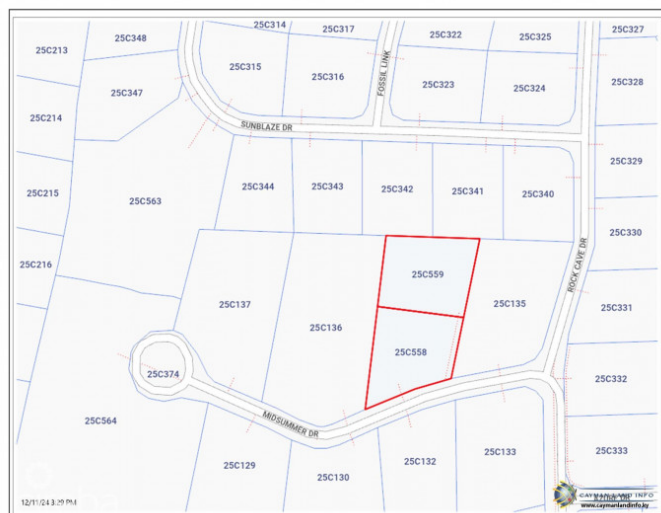 25C314
25C317
25C322
25C325
25C327
25C213
25C348
25C315
25C316
FOSSIL LINK
25C323
25C324
25C328
25C347
25C214
SUNBLAZE DR
25C329
25C215
25C563
25C344
25C343
25C342
25C341
25C340
25C330
25C216
25C137
25C136
25C559
25C135
ROCK CAVE DR
25C331
25C558
25C374
25C332
25C564
MIDSUMMER DR
25C129
25C130
25C132
25C133
25C333
12/11/24 3:29 PM
CAYMAN LAND INFO
www.caymanlandinfo.ky